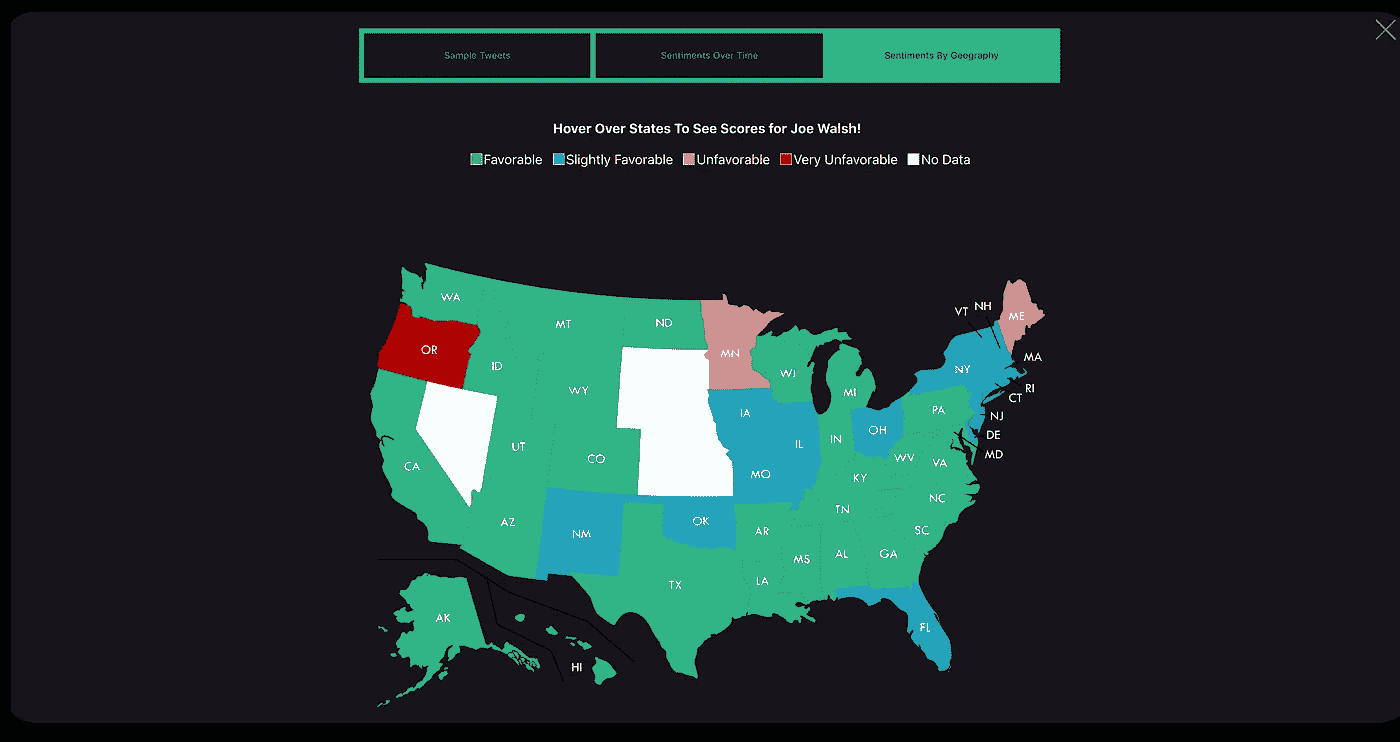 Sample Tweets
Sentiments Over Time
Sentiments By Geography
Hover Over States To See Scores for Joe Walsh!
Favorable Slightly Favorable Unfavorable Very Unfavorable No Data
WA
MT
ND
VT
NH
ME
OR
ID
MN
MA
WY
WI
NY
RI
MI
CT
IA
PA
NJ
UT
CO
IL
IN
OH
DE
MD
CA
MO
WV
VA
KY
NC
AZ
NM
OK
TN
AR
SC
MS
AL
GA
TX
LA
AK
FL
HI